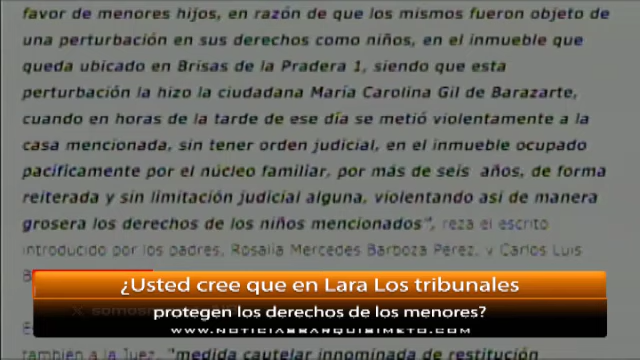 favor de menores hijos, en razón de que los mismos fueron objeto de
una perturbación en sus derechos como niños, en el inmueble que
queda ubicado en Brisas de la Pradera 1, siendo que esta
perturbación la hizo la ciudadana María Carolina Gil de Barazarte,
cuando en horas de la tarde de ese día se metió violentamente a la
casa mencionada, sin tener orden judicial, en el inmueble ocupado
pacíficamente por el núcleo familiar, por más de seis años, de forma
reiterada y sin limitación judicial alguna, violentando así de manera
grosera los derechos de los niños mencionados", reza el escrito
introducido por los padres, Rosalía Mercedes Barboza Pérez, y Carlos Luis
¿Usted cree que en Lara Los tribunales
protegen los derechos de los menores?
www.noticiasbarquisimeto.com
también a la Juez, "medida cautelar innominada de restitución